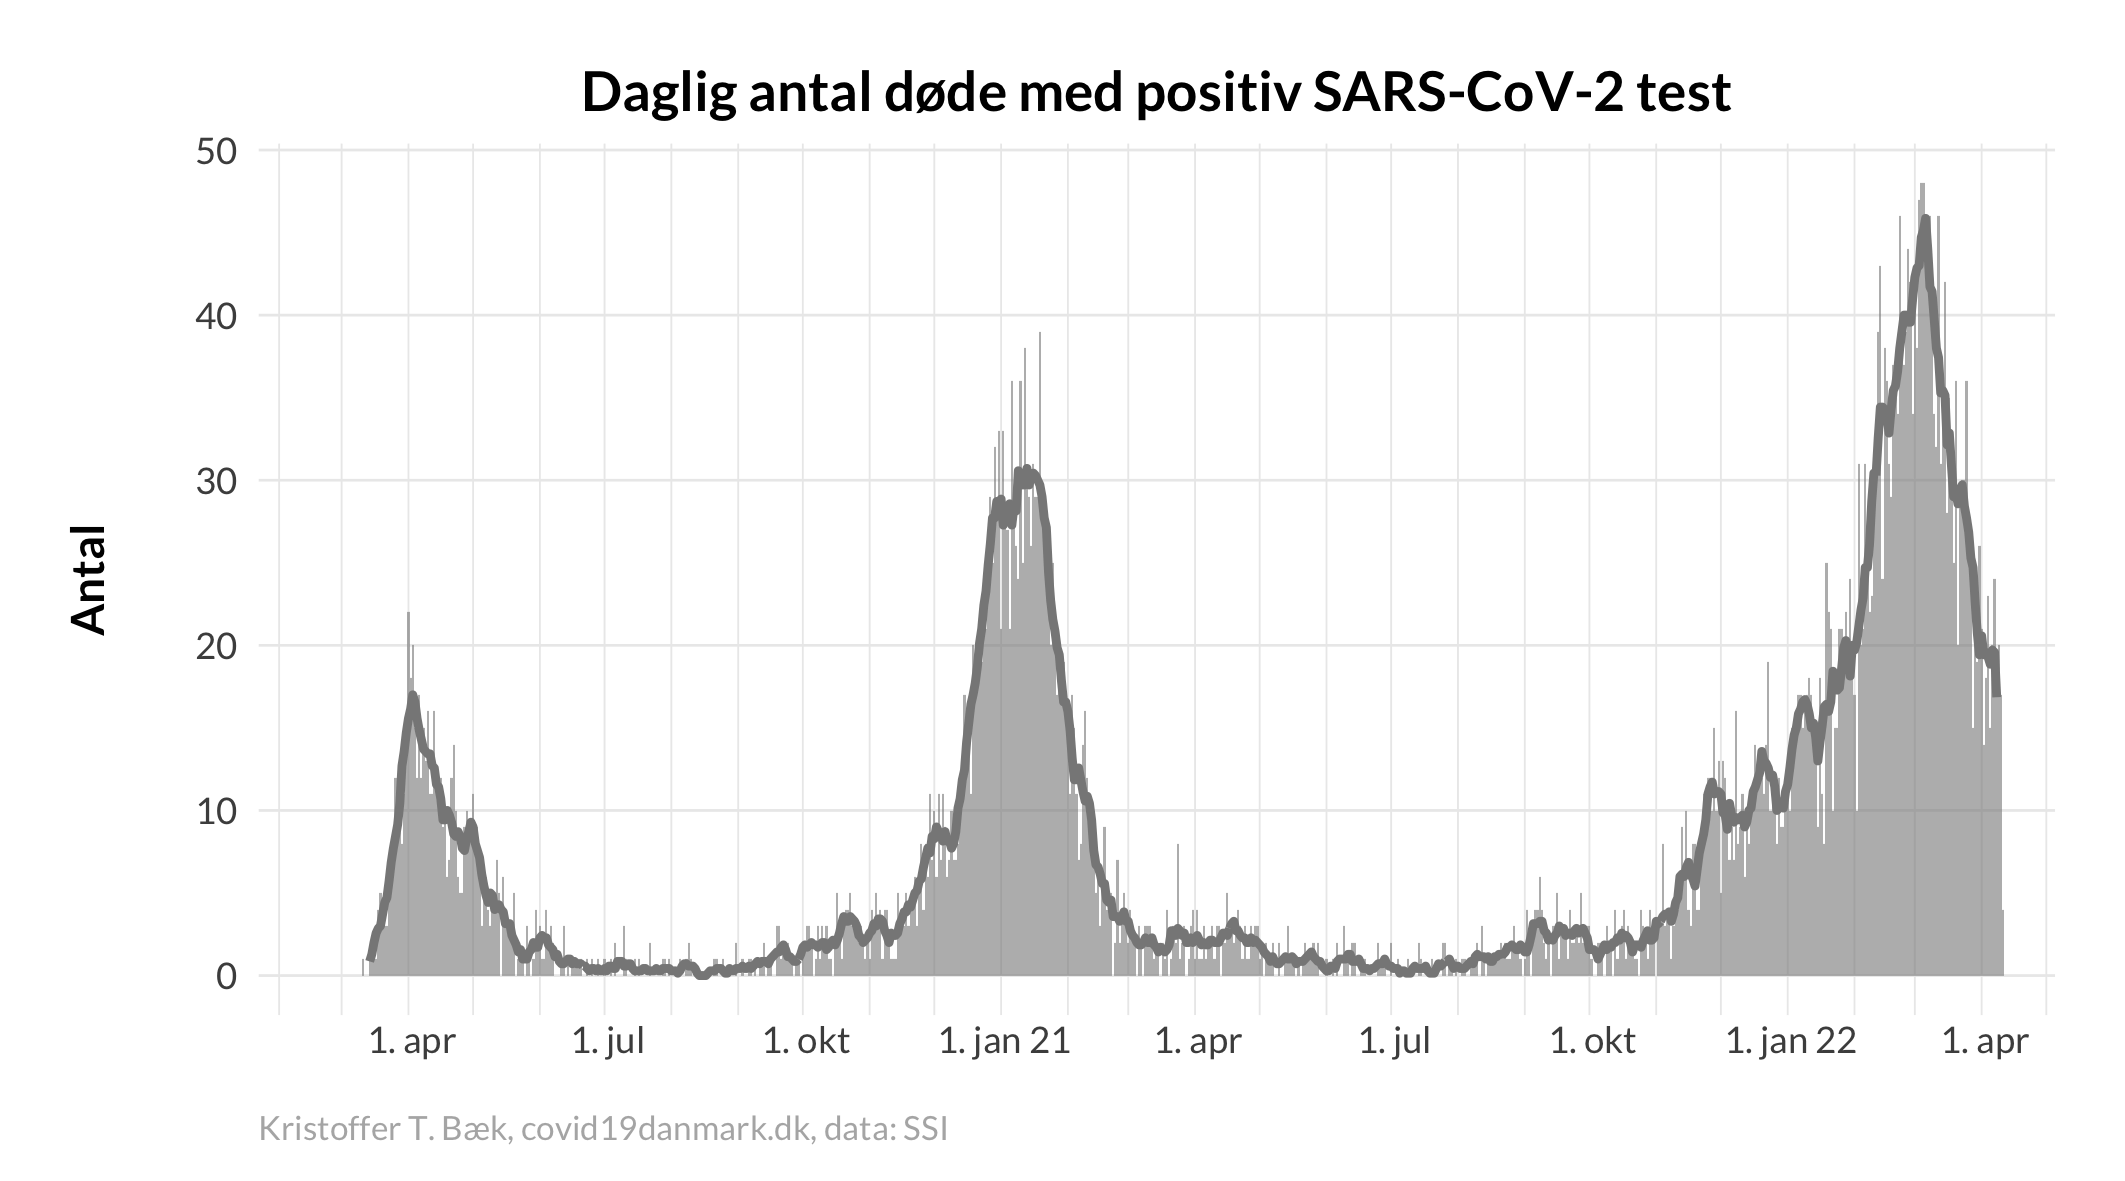 Daglig antal døde med positiv SARS-CoV-2 test
50
40
30
20
10
0
Antal
1. apr
1. jul
1. okt
1. jan 21
1. apr
1. jul
1. okt
1. jan 22
1. apr
Kristoffer T. Bæk, covid19danmark.dk, data: SSI